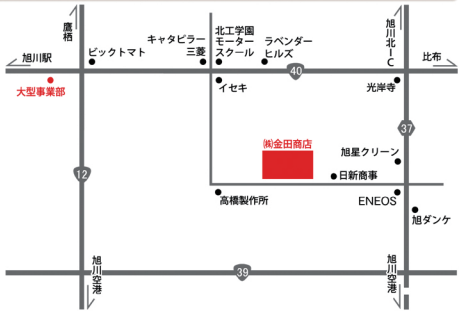 鷹栖
旭川北IC
キャタピラー
三菱
北工学園
モーター
スクール
ラベンダー
ヒルズ
旭川駅
ビックトマト
比布
40
大型事業部
イセキ
光岸寺
37
㈱金田商店
旭星クリーン
12
日新商事
高橋製作所
ENEOS
旭ダンケ
旭川空港
39
旭川空港